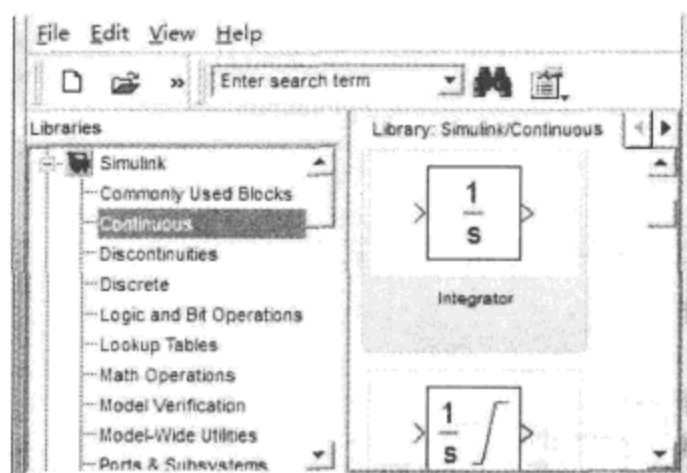 File Edit View Help
» Enter search term
Libraries
Simulink
Commonly Used Blocks
Continuous
Discontinuities
Discrete
Logic and Bit Operations
Lookup Tables
Math Operations
Model Verification
Model-Wide Utilities
Ports & Subsystems
Library: Simulink/Continuous
1
s
Integrator
1
s